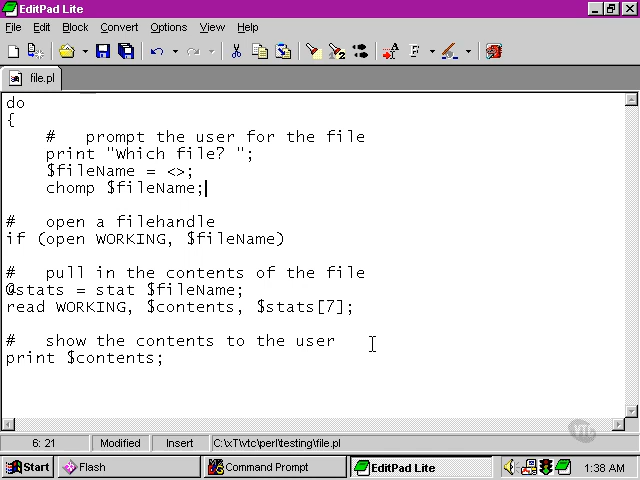 EditPad Lite
File Edit Block Convert Options View Help
file.pl
do
{
    #   prompt the user for the file
    print "Which file? ";
    $fileName = <>;
    chomp $fileName;
#   open a filehandle
if (open WORKING, $fileName)
#   pull in the contents of the file
@stats = stat $fileName;
read WORKING, $contents, $stats[7];
#   show the contents to the user
print $contents;
6: 21 Modified Insert C:\xT\vtc\perl\testing\file.pl
Start Flash Command Prompt EditPad Lite 1:38 AM